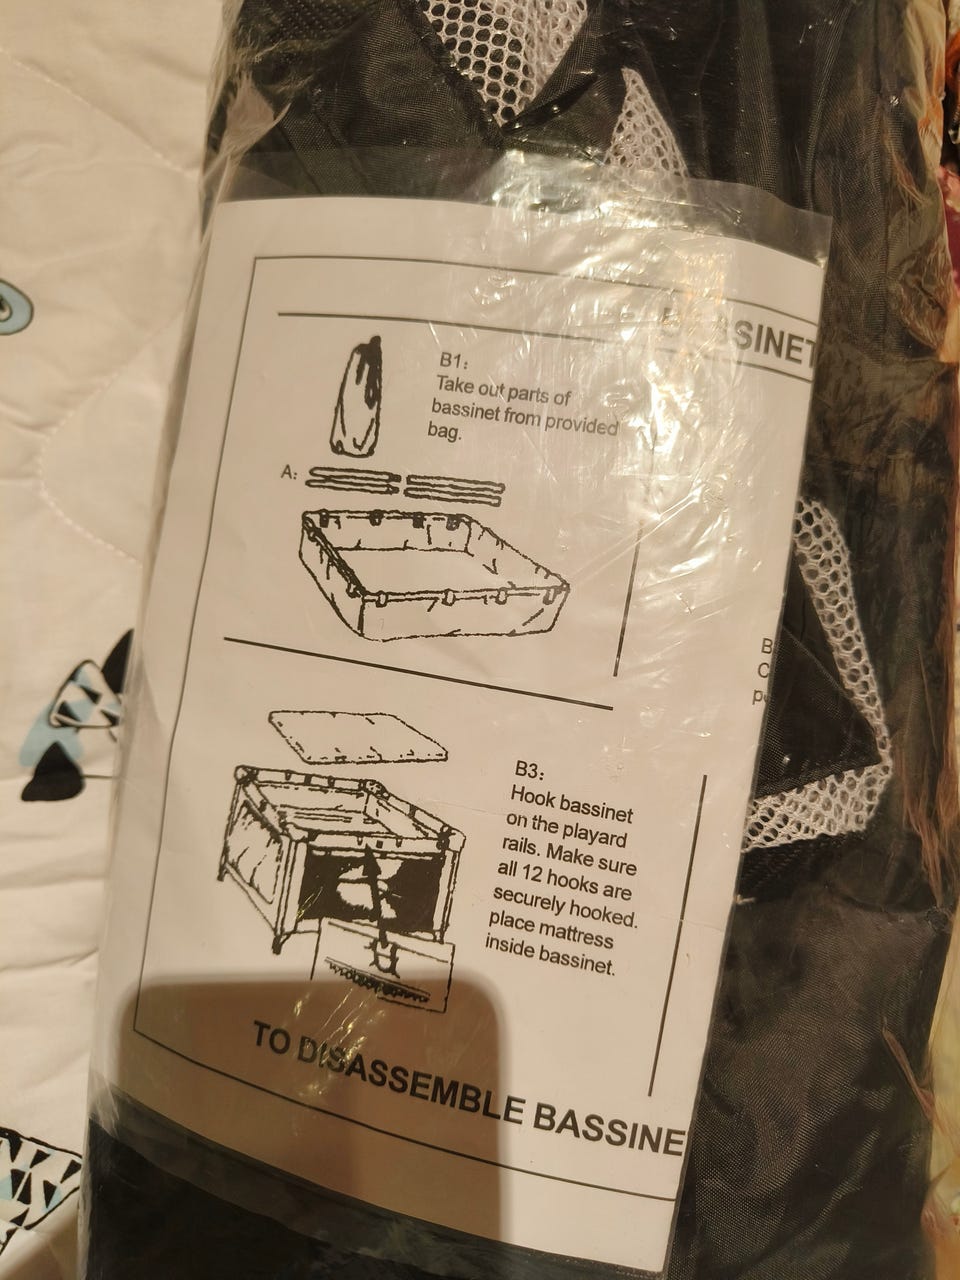 BASSINET
B1:
Take out parts of
bassinet from provided
bag.
A:
B3:
Hook bassinet
on the playard
rails. Make sure
all 12 hooks are
securely hooked.
place mattress
inside bassinet.
B
C
p
TO DISASSEMBLE BASSINE